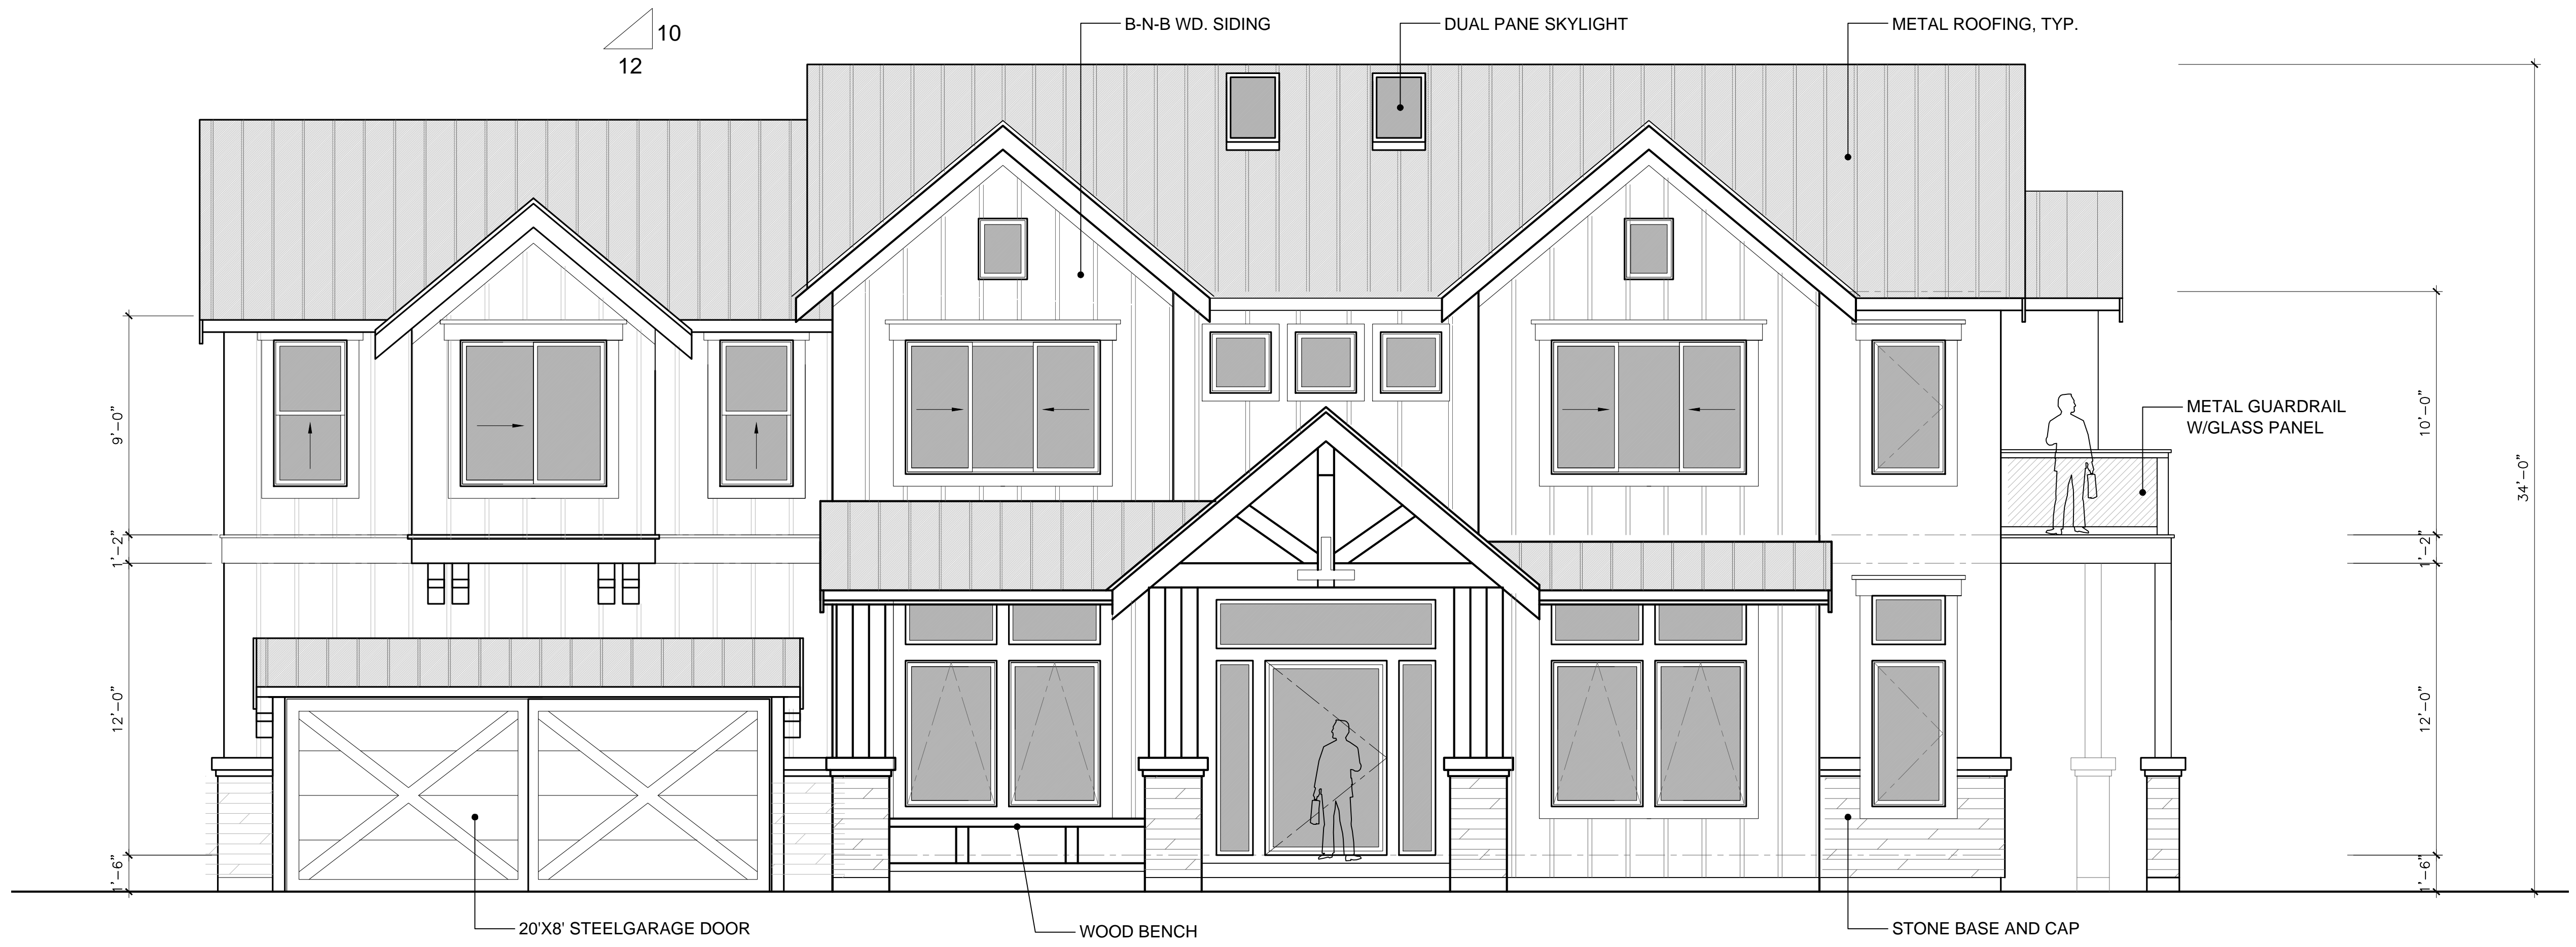 10
12
B-N-B WD. SIDING
DUAL PANE SKYLIGHT
METAL ROOFING, TYP.
9'-0"
1'-2"
12'-0"
1'-6"
METAL GUARDRAIL
W/GLASS PANEL
10'-0"
1'-2"
12'-0"
1'-6"
34'-0"
20'X8' STEELGARAGE DOOR
WOOD BENCH
STONE BASE AND CAP